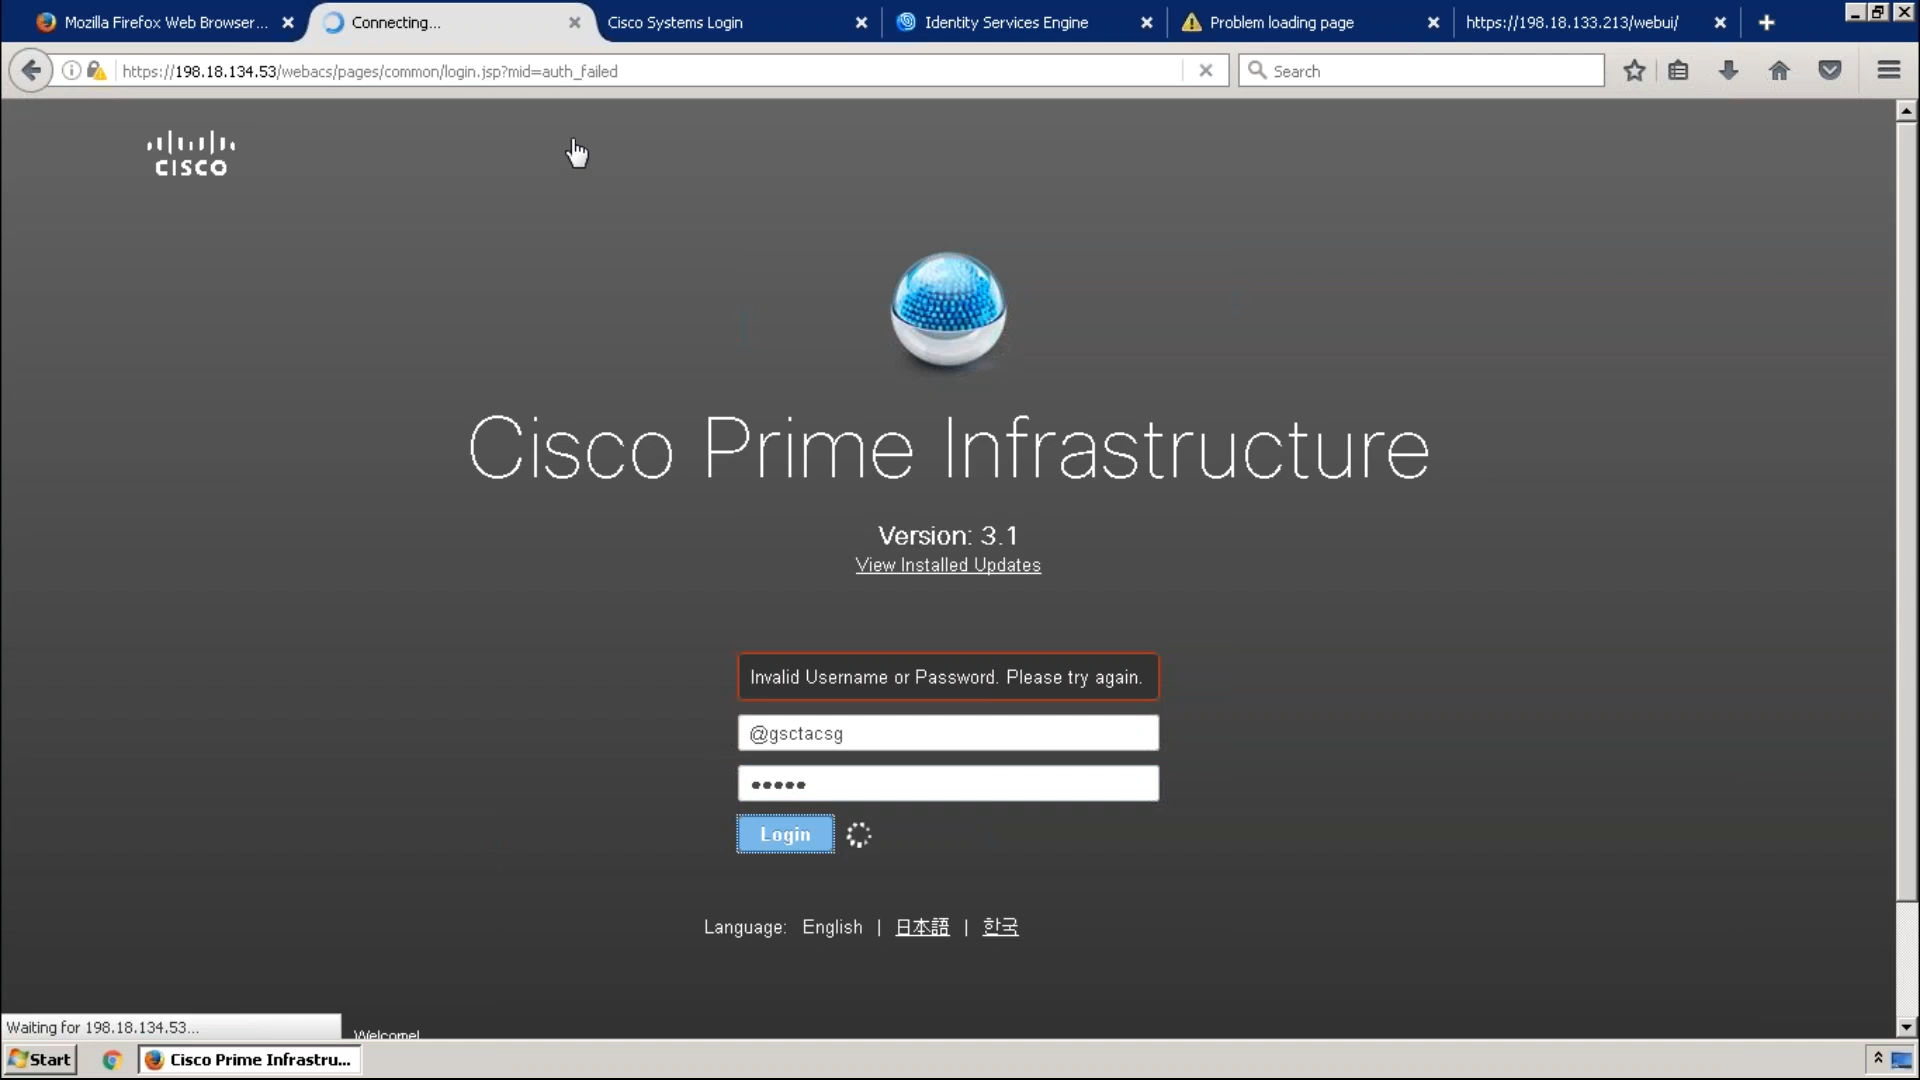 Mozilla Firefox Web Browser...
Connecting...
Cisco Systems Login
Identity Services Engine
Problem loading page
https://198.18.133.213/webui/
https://198.18.134.53/webacs/pages/common/login.jsp?mid=auth_failed
Search
CISCO
Cisco Prime Infrastructure
Version: 3.1
View Installed Updates
Invalid Username or Password. Please try again.
@gsctacsg
Login
Language: English | 日本語 | 한국
Waiting for 198.18.134.53...
Welcome!
Start
Cisco Prime Infrastru...